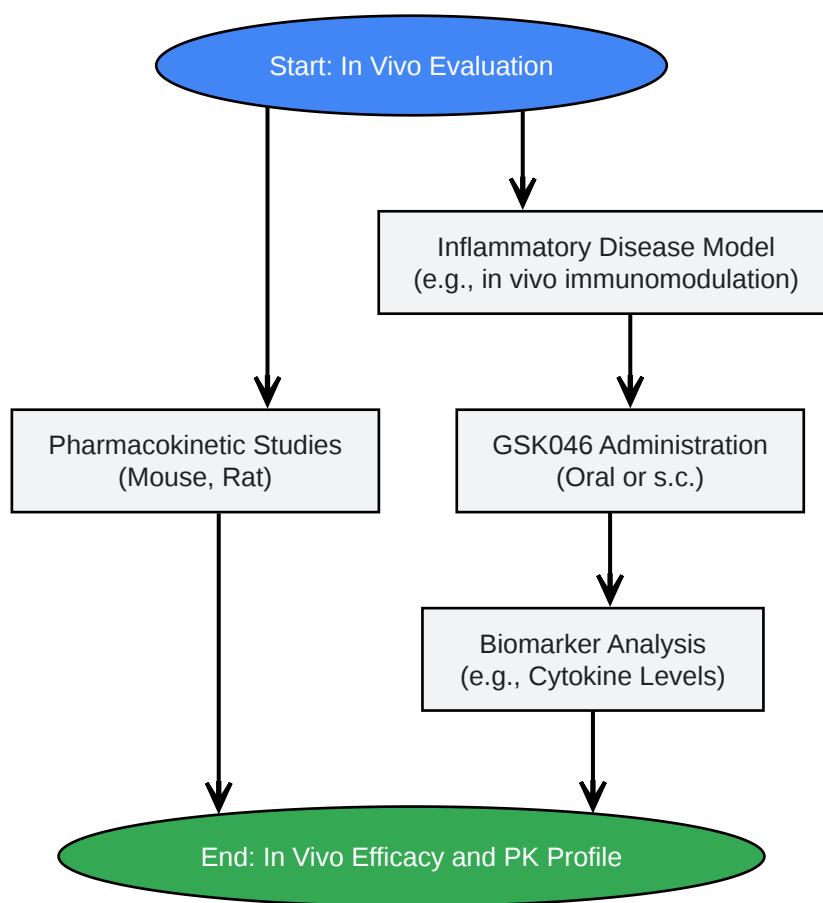 Start: In Vivo Evaluation
Inflammatory Disease Model
(e.g., in vivo immunomodulation)
Pharmacokinetic Studies
(Mouse, Rat)
GSK046 Administration
(Oral or s.c.)
Biomarker Analysis
(e.g., Cytokine Levels)
End: In Vivo Efficacy and PK Profile